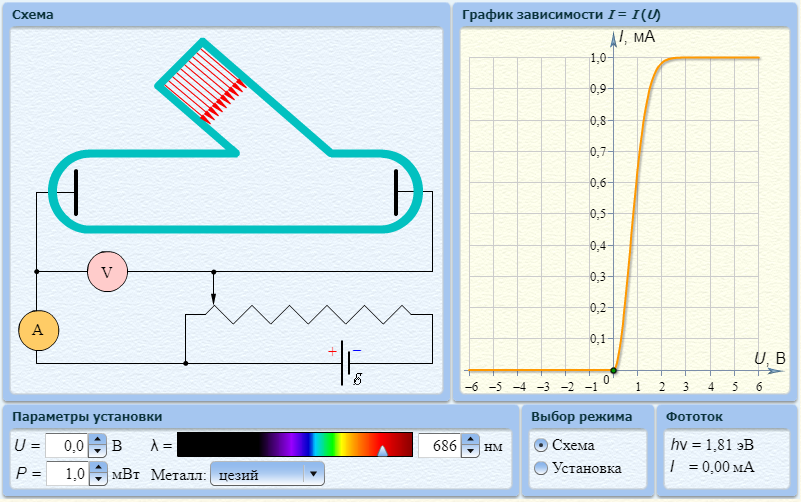 Схема
V
A
+ −
ℰ
График зависимости I = I (U)
I, мА
1,0
0,9
0,8
0,7
0,6
0,5
0,4
0,3
0,2
0,1
0
U, В
−6 −5 −4 −3 −2 −1 1 2 3 4 5 6
Параметры установки
U = 0,0 В λ = 686 нм
P = 1,0 мВт Металл: цезий
Выбор режима
Схема
Установка
Фототок
hν = 1,81 эВ
I = 0,00 мА